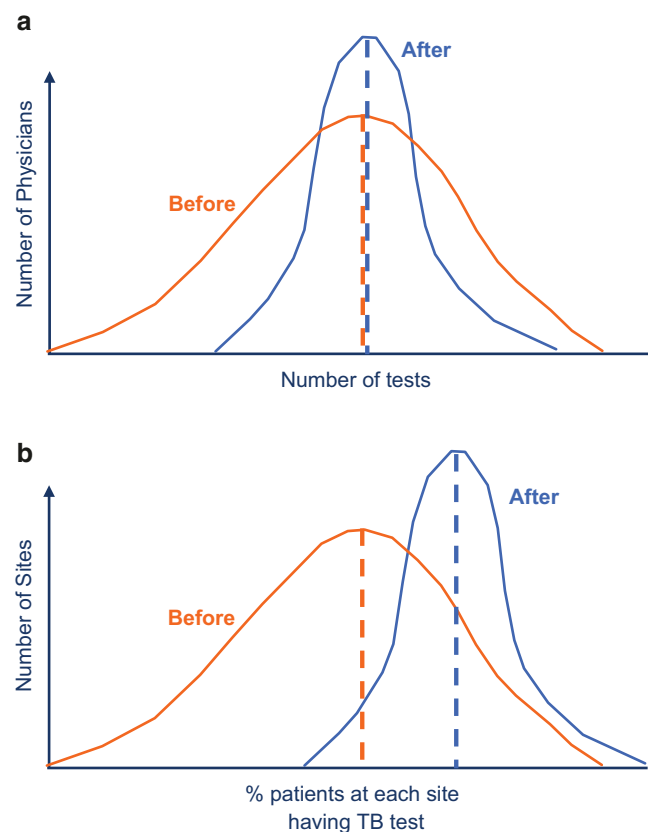 a
After
Before
Number of Physicians
Number of tests
b
After
Before
Number of Sites
% patients at each site
having TB test